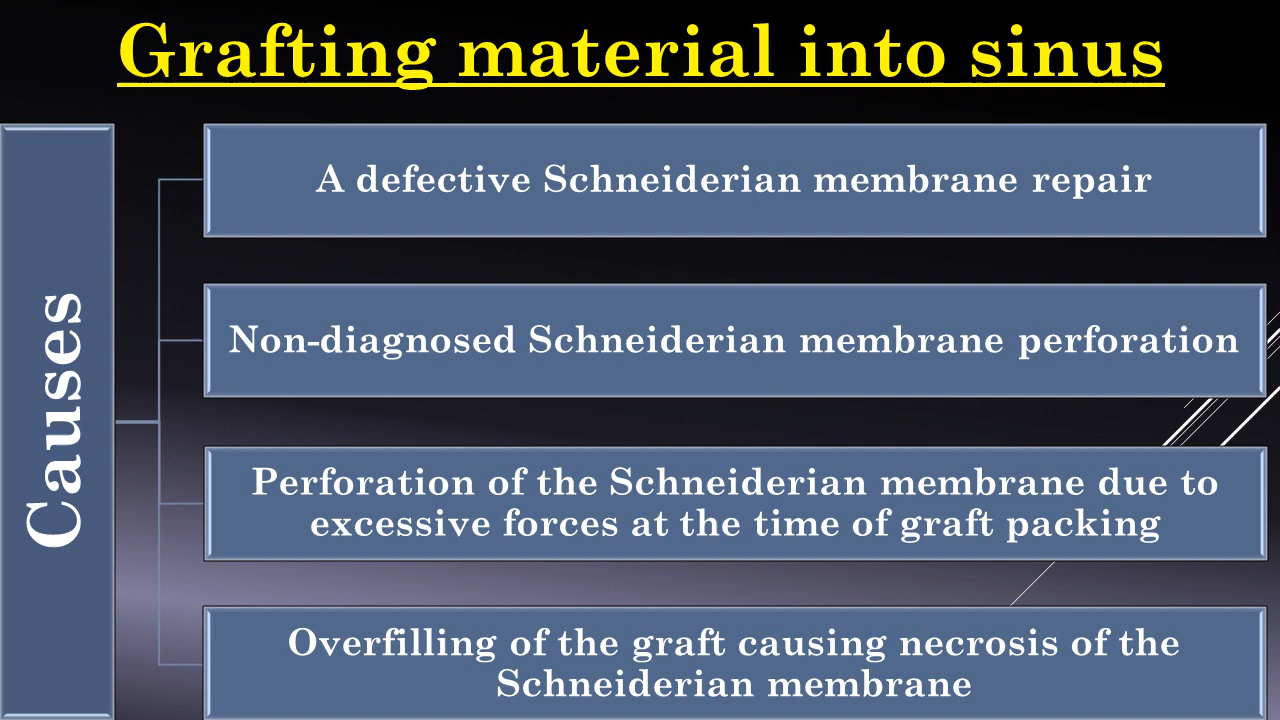 Grafting material into sinus
Causes
A defective Schneiderian membrane repair
Non-diagnosed Schneiderian membrane perforation
Perforation of the Schneiderian membrane due to
excessive forces at the time of graft packing
Overfilling of the graft causing necrosis of the
Schneiderian membrane